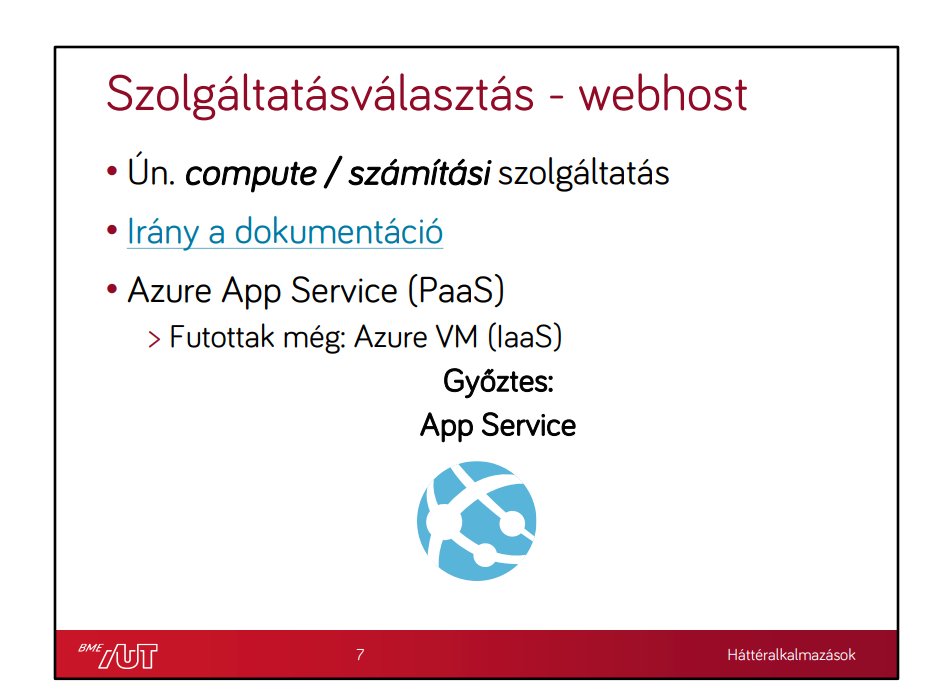 Szolgáltatásválasztás - webhost
• Ún. compute / számítási szolgáltatás
• Irány a dokumentáció
• Azure App Service (PaaS)
> Futottak még: Azure VM (IaaS)
Győztes:
App Service
BME AUT
7
Háttéralkalmazások